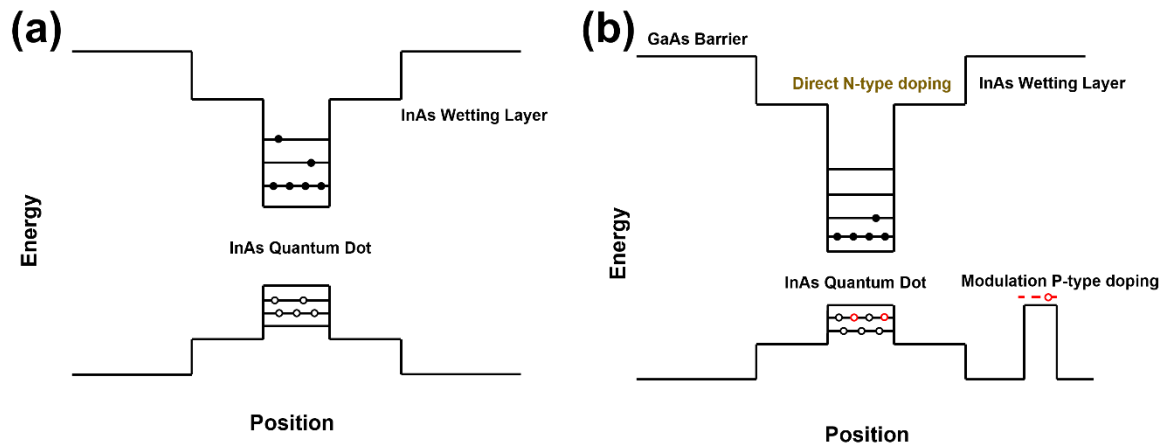 (a)
InAs Wetting Layer
InAs Quantum Dot
Energy
Position
(b)
GaAs Barrier
Direct N-type doping
InAs Wetting Layer
InAs Quantum Dot
Modulation P-type doping
Energy
Position